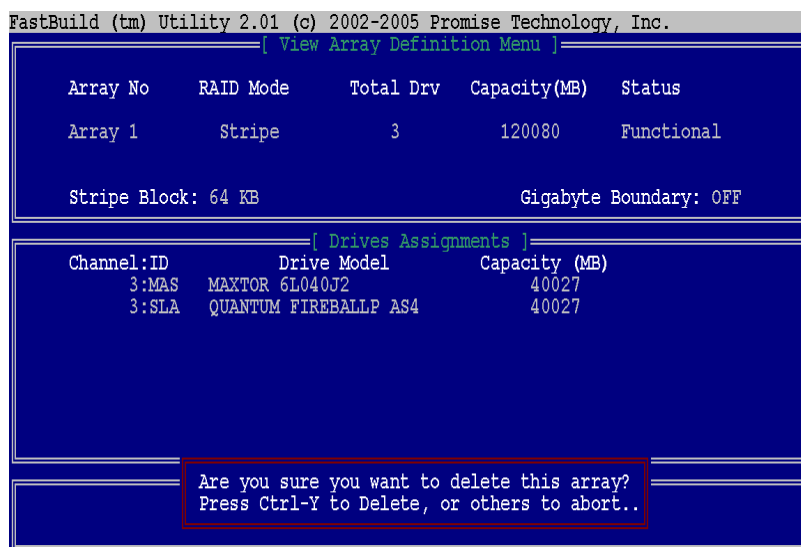 FastBuild (tm) Utility 2.01 (c) 2002-2005 Promise Technology, Inc.
[ View Array Definition Menu ]
Array No RAID Mode Total Drv Capacity(MB) Status
Array 1 Stripe 3 120080 Functional
Stripe Block: 64 KB Gigabyte Boundary: OFF
[ Drives Assignments ]
Channel:ID Drive Model Capacity (MB)
3:MAS MAXTOR 6L040J2 40027
3:SLA QUANTUM FIREBALLP AS4 40027
Are you sure you want to delete this array?
Press Ctrl-Y to Delete, or others to abort..